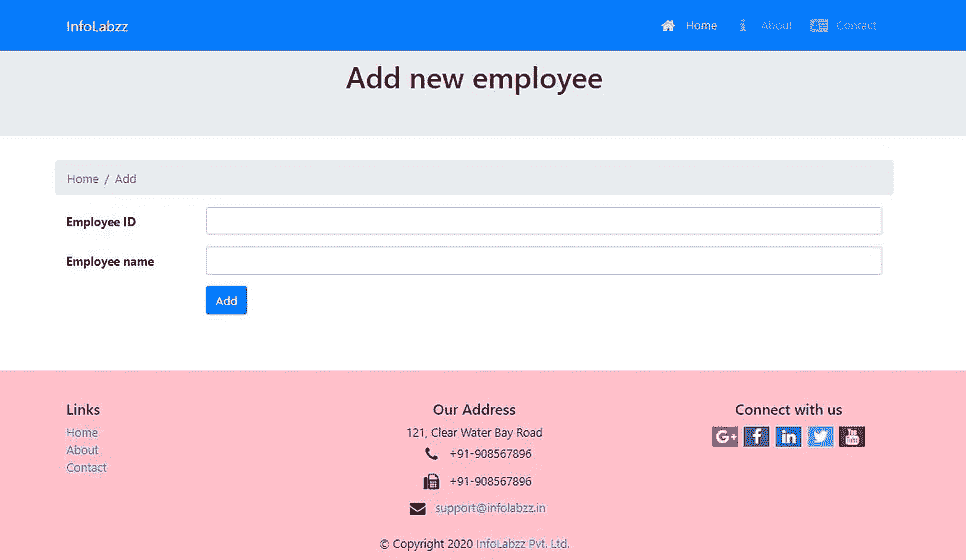 InfoLabzz
Home About Contact
Add new employee
Home / Add
Employee ID
Employee name
Add
Links
Home
About
Contact
Our Address
121, Clear Water Bay Road
+91-908567896
+91-908567896
support@infolabzz.in
Connect with us
© Copyright 2020 InfoLabzz Pvt. Ltd.